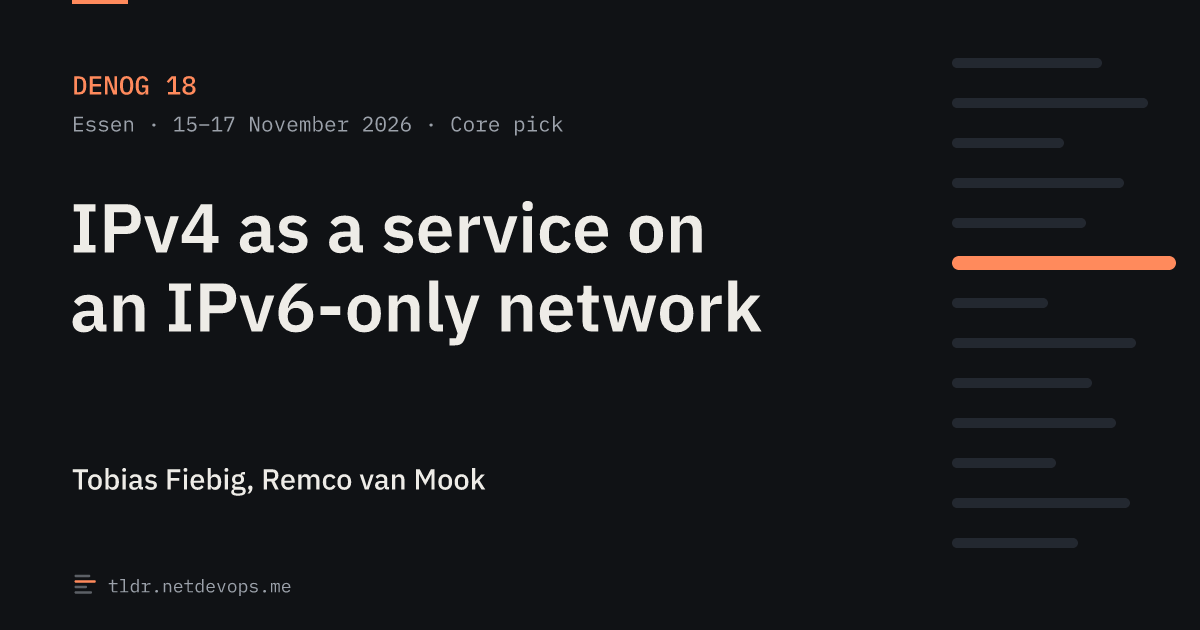 DENOG 18
Essen · 15–17 November 2026 · Core pick
IPv4 as a service on
an IPv6-only network
Tobias Fiebig, Remco van Mook
tldr.netdevops.me